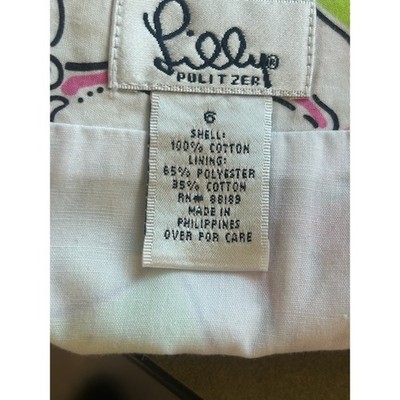 Lilly®
PULITZER
6
SHELL:
100% COTTON
LINING:
65% POLYESTER
35% COTTON
RN# 88189
MADE IN
PHILIPPINES
OVER FOR CARE